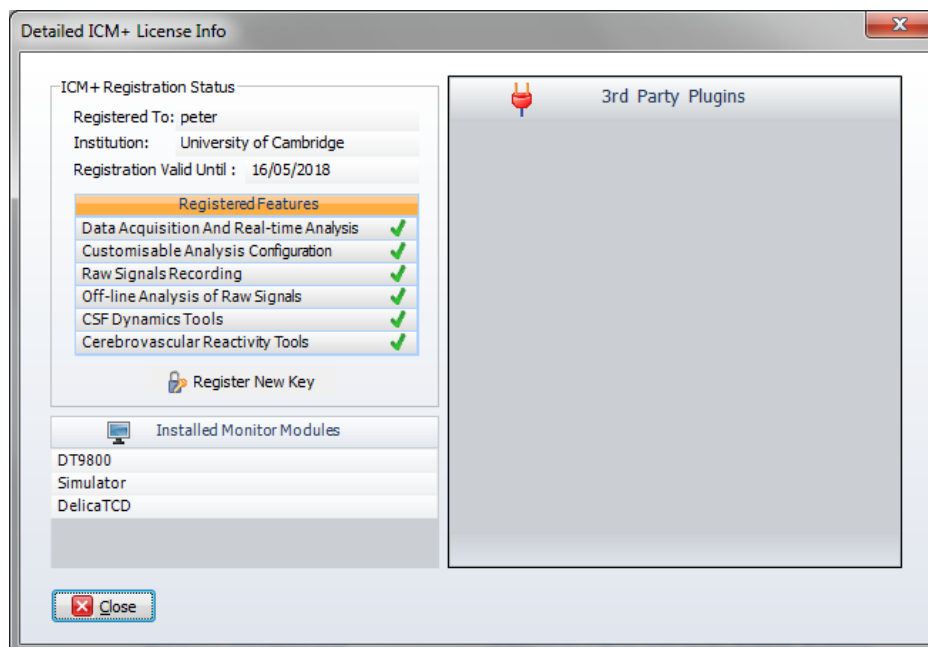 Detailed ICM+ License Info
ICM+ Registration Status
Registered To: peter
Institution: University of Cambridge
Registration Valid Until : 16/05/2018
Registered Features
Data Acquisition And Real-time Analysis
Customisable Analysis Configuration
Raw Signals Recording
Off-line Analysis of Raw Signals
CSF Dynamics Tools
Cerebrovascular Reactivity Tools
Register New Key
Installed Monitor Modules
DT9800
Simulator
DelicaTCD
3rd Party Plugins
Close